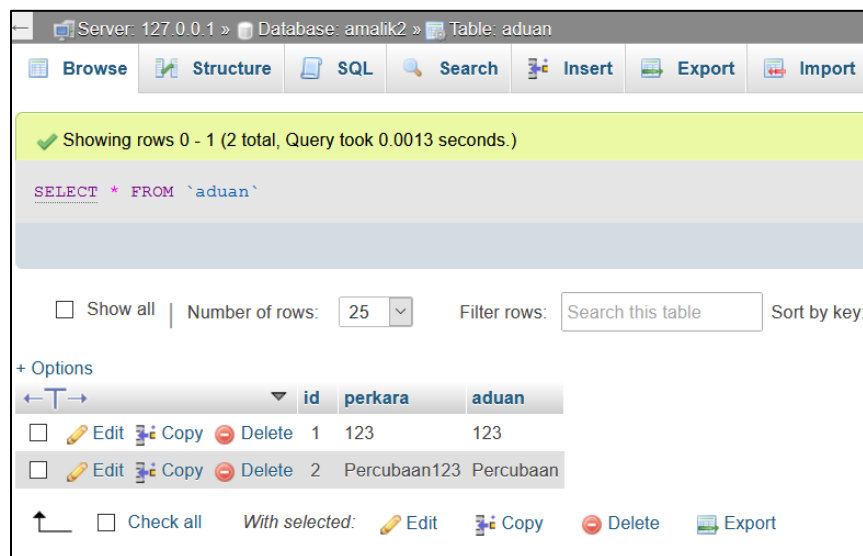 ← Server: 127.0.0.1 » Database: amalik2 » Table: aduan
Browse Structure SQL Search Insert Export Import
Showing rows 0 - 1 (2 total, Query took 0.0013 seconds.)
SELECT * FROM `aduan`
Show all | Number of rows: 25 Filter rows: Search this table Sort by key:
+ Options
←T→ ▼ id perkara aduan
Edit Copy Delete 1 123 123
Edit Copy Delete 2 Percubaan123 Percubaan
Check all With selected: Edit Copy Delete Export